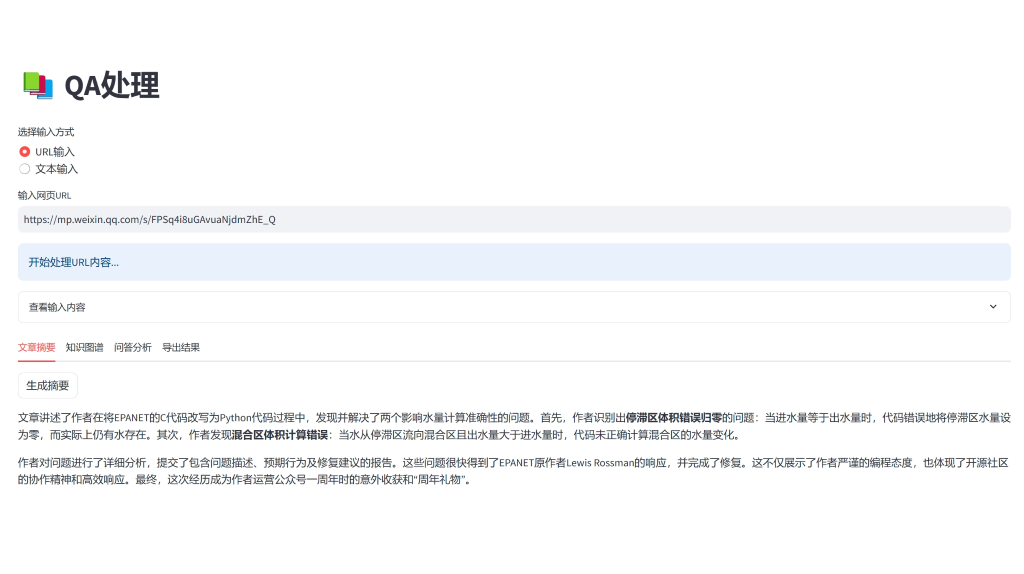 QA处理
选择输入方式
URL输入
文本输入
输入网页URL
https://mp.weixin.qq.com/s/FPSq4i8uGAvuaNjdmZhE_Q
开始处理URL内容...
查看输入内容
文章摘要 知识图谱 问答分析 导出结果
生成摘要
文章讲述了作者在将EPANET的C代码改写为Python代码过程中，发现并解决了两个影响水量计算准确性的问题。首先，作者识别出停滞区体积错误归零的问题：当进水量等于出水量时，代码错误地将停滞区水量设
为零，而实际上仍有水存在。其次，作者发现混合区体积计算错误：当水从停滞区流向混合区且出水量大于进水量时，代码未正确计算混合区的水量变化。
作者对问题进行了详细分析，提交了包含问题描述、预期行为及修复建议的报告。这些问题很快得到了EPANET原作者Lewis Rossman的响应，并完成了修复。这不仅展示了作者严谨的编程态度，也体现了开源社区
的协作精神和高效响应。最终，这次经历成为作者运营公众号一周年时的意外收获和“周年礼物”。